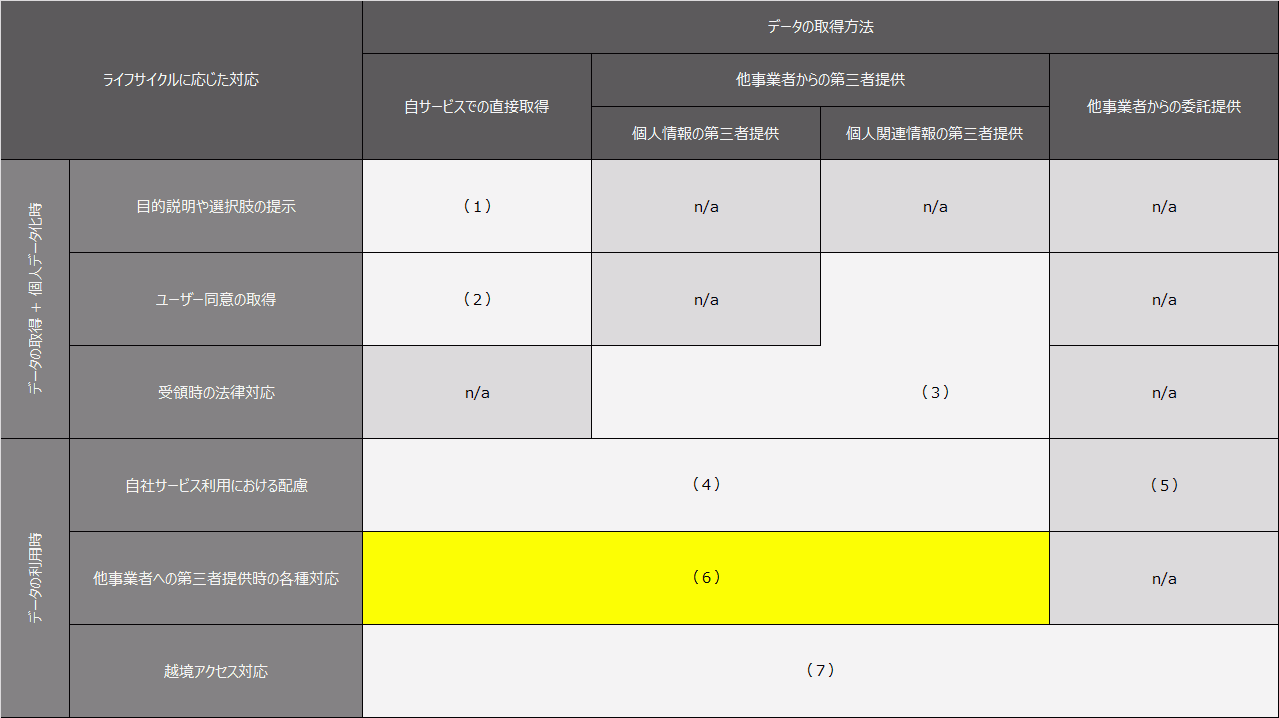 データの取得方法
ライフサイクルに応じた対応
自サービスでの直接取得
他事業者からの第三者提供
他事業者からの委託提供
個人情報の第三者提供
個人関連情報の第三者提供
データの取得 + 個人データ化時
目的説明や選択肢の提示
（１）
n/a
n/a
n/a
ユーザー同意の取得
（２）
n/a
n/a
受領時の法律対応
n/a
（３）
n/a
データの利用時
自社サービス利用における配慮
（４）
（５）
他事業者への第三者提供時の各種対応
（６）
n/a
越境アクセス対応
（７）